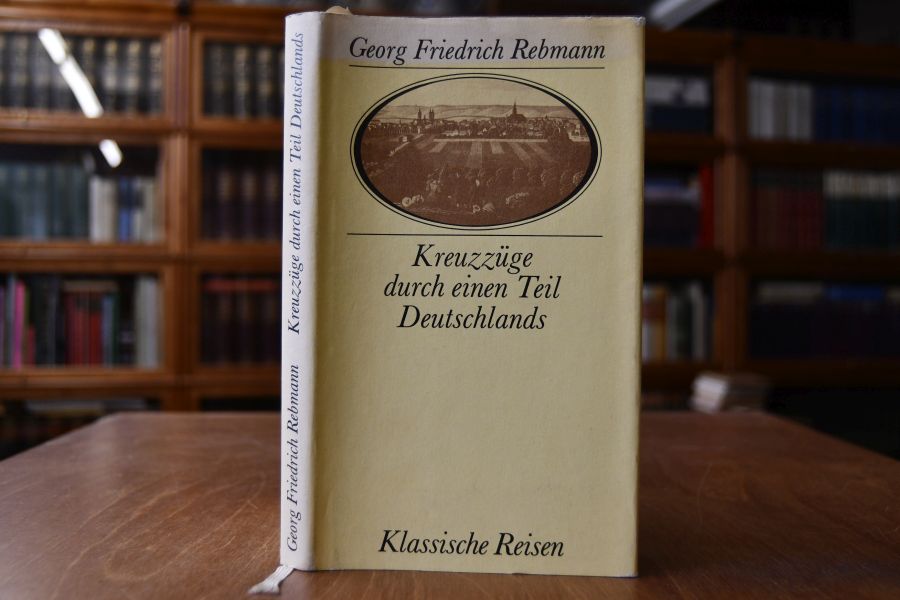 Georg Friedrich Rebmann
Kreuzzüge
durch einen Teil
Deutschlands
Klassische Reisen
Georg Friedrich Rebmann Kreuzzüge durch einen Teil Deutschlands